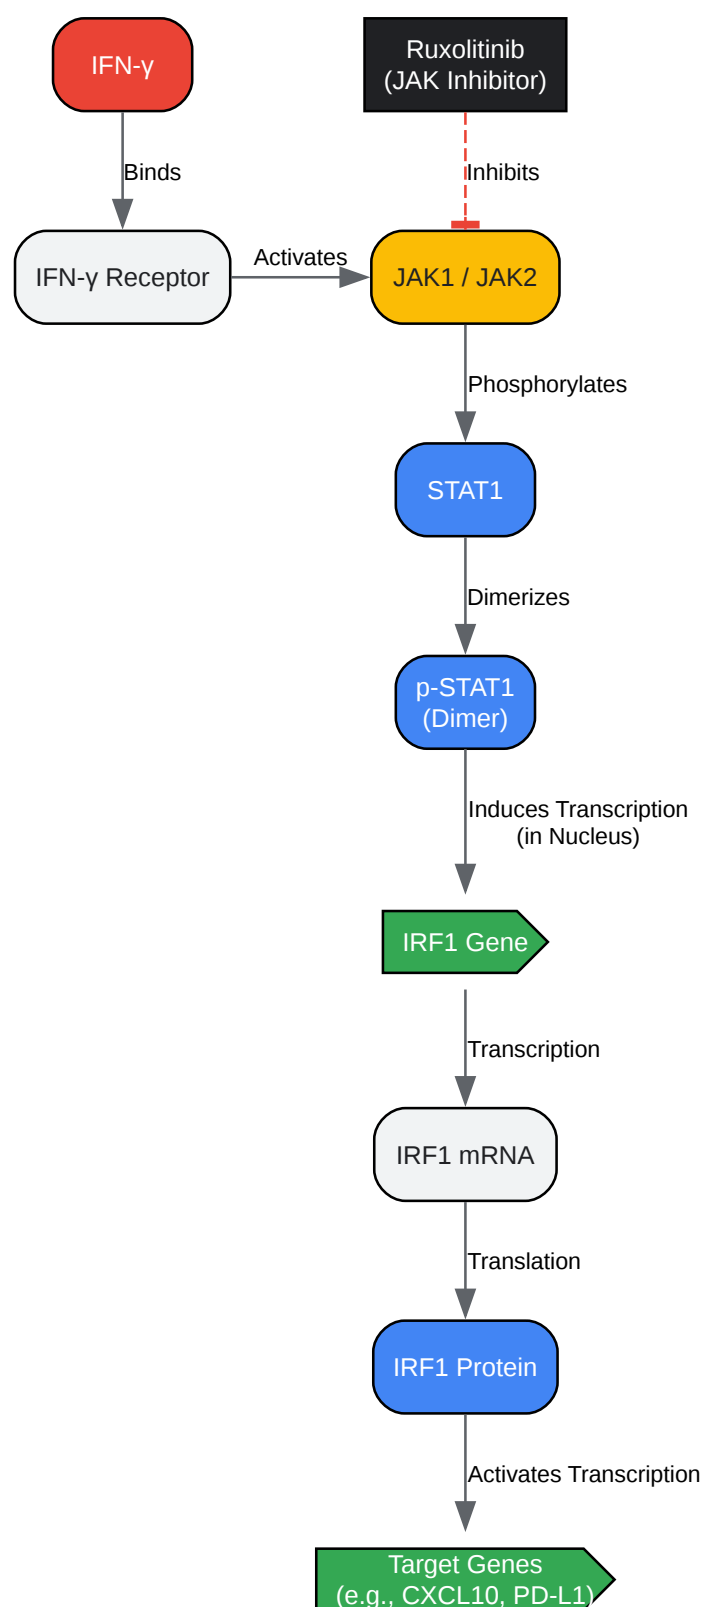 IFN-γ
Ruxolitinib
(JAK Inhibitor)
Binds
Inhibits
IFN-γ Receptor
Activates
JAK1 / JAK2
Phosphorylates
STAT1
Dimerizes
p-STAT1
(Dimer)
Induces Transcription
(in Nucleus)
IRF1 Gene
Transcription
IRF1 mRNA
Translation
IRF1 Protein
Activates Transcription
Target Genes
(e.g., CXCL10, PD-L1)